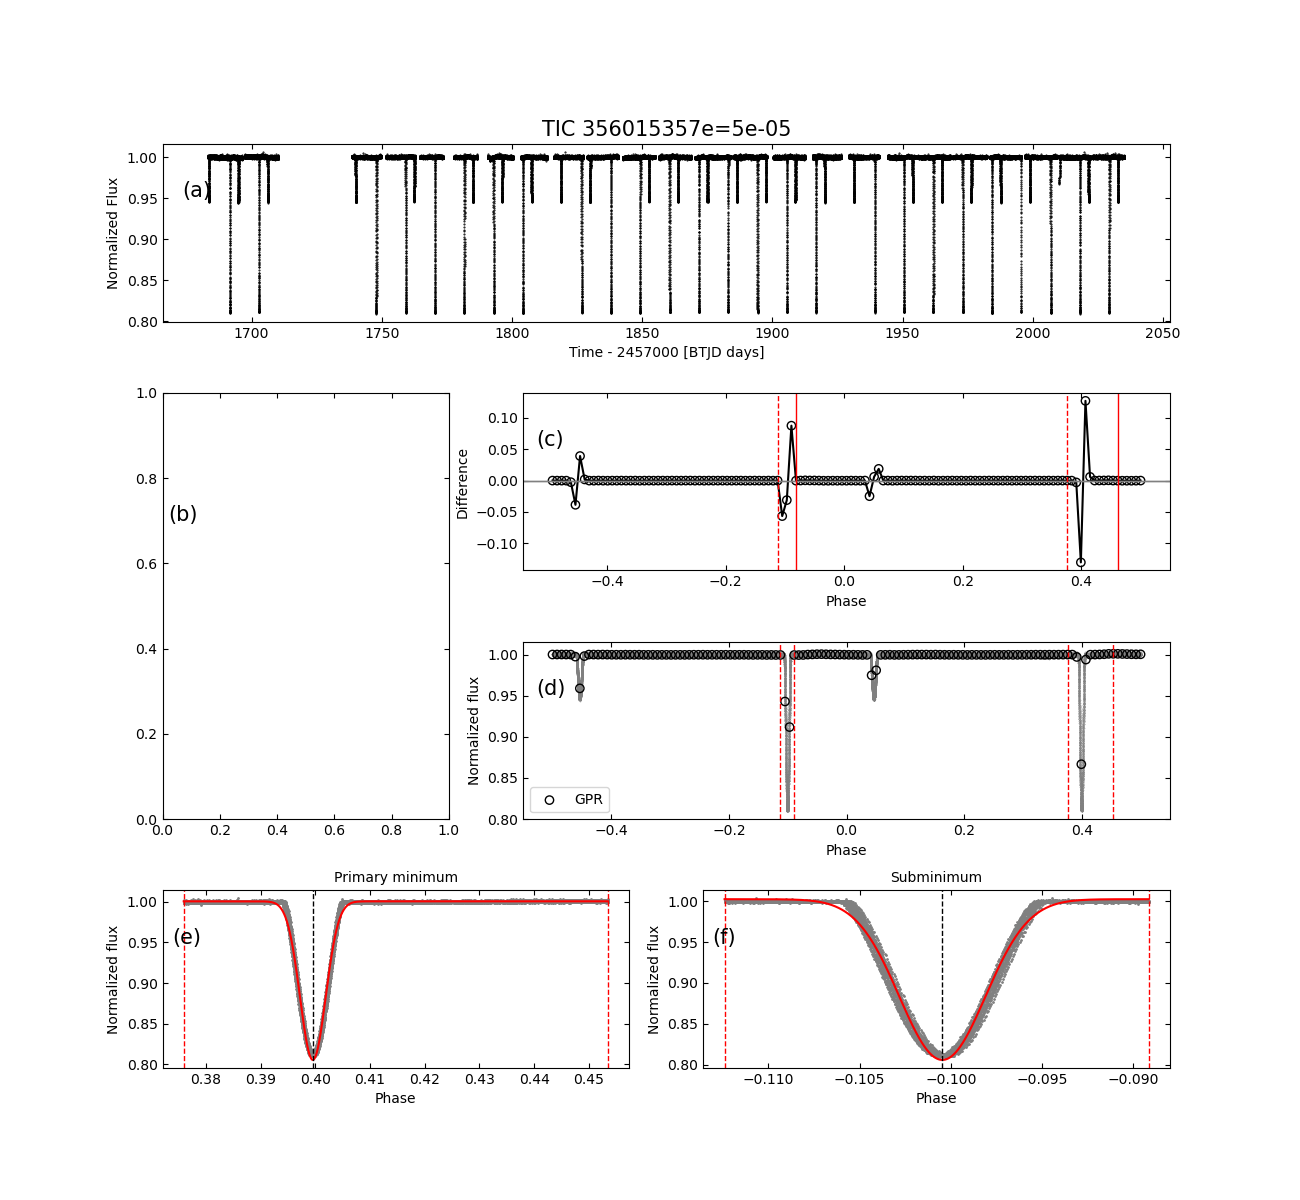 TIC 356015357e=5e-05
1.00
0.95
0.90
0.85
0.80
Normalized Flux
(a)
1700 1750 1800 1850 1900 1950 2000 2050
Time - 2457000 [BTJD days]
1.0
0.8
0.6
0.4
0.2
0.0
(b)
0.0 0.2 0.4 0.6 0.8 1.0
0.10
0.05
0.00
−0.05
−0.10
Difference
(c)
−0.4 −0.2 0.0 0.2 0.4
Phase
1.00
0.95
0.90
0.85
0.80
Normalized flux
(d)
GPR
−0.4 −0.2 0.0 0.2 0.4
Phase
Primary minimum
1.00
0.95
0.90
0.85
0.80
Normalized flux
(e)
0.38 0.39 0.40 0.41 0.42 0.43 0.44 0.45
Phase
Subminimum
1.00
0.95
0.90
0.85
0.80
Normalized flux
(f)
−0.110 −0.105 −0.100 −0.095 −0.090
Phase